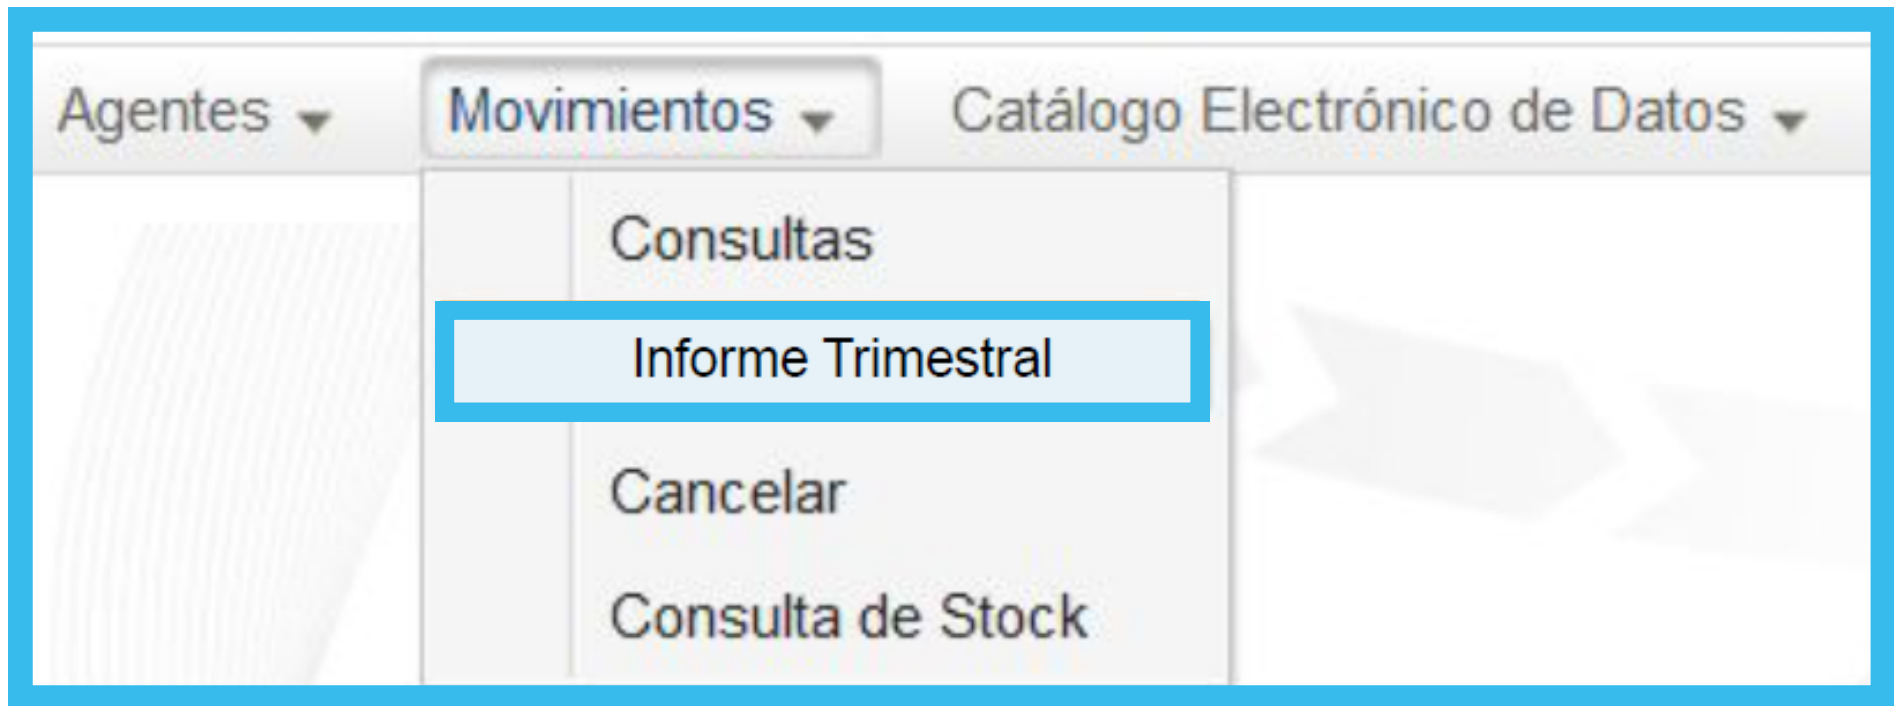 Agentes Movimientos Catálogo Electrónico de Datos
Consultas
Informe Trimestral
Cancelar
Consulta de Stock